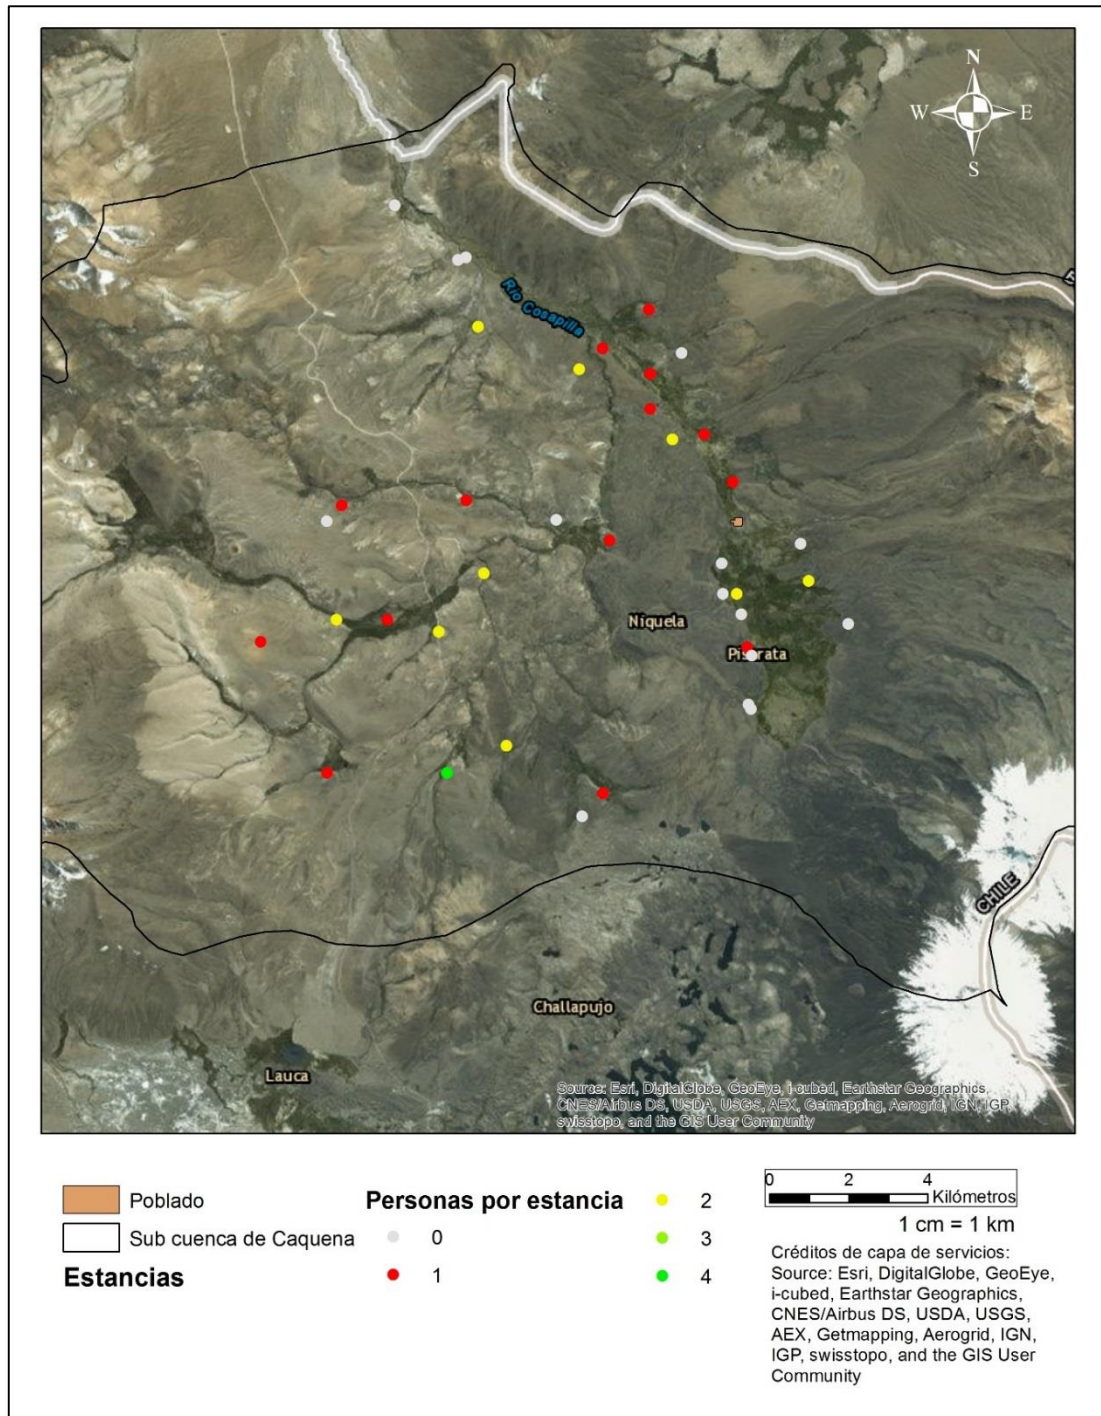 N
W E
S
Río Cosapilla
Niquela
CHILE
Challapujo
Lauca
Source: Esri, DigitalGlobe, GeoEye, i-cubed, Earthstar Geographics,
CNES/Airbus DS, USDA, USGS, AEX, Getmapping, Aerogrid, IGN, IGP,
swisstopo, and the GIS User Community
Poblado
Sub cuenca de Caquena
Estancias
Personas por estancia
0
1
2
3
4
0 2 4
Kilómetros
1 cm = 1 km
Créditos de capa de servicios:
Source: Esri, DigitalGlobe, GeoEye,
i-cubed, Earthstar Geographics,
CNES/Airbus DS, USDA, USGS,
AEX, Getmapping, Aerogrid, IGN,
IGP, swisstopo, and the GIS User
Community